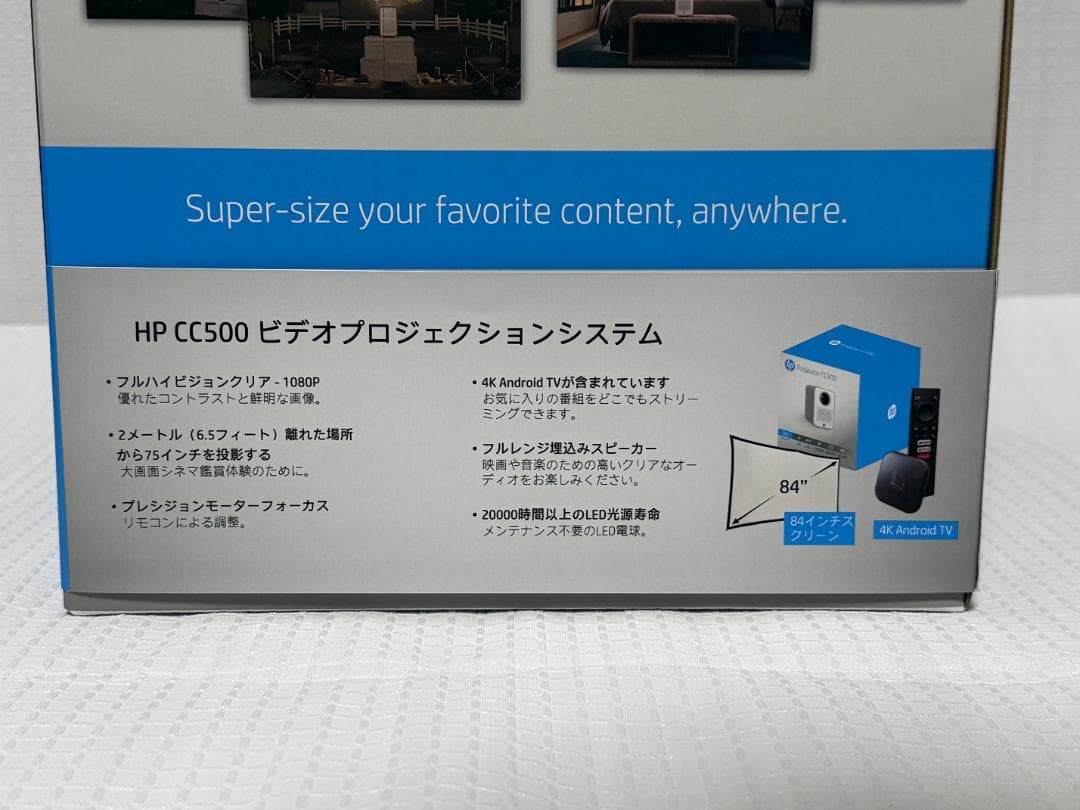 Super-size your favorite content, anywhere.
HP CC500 ビデオプロジェクションシステム
• フルハイビジョンクリア - 1080P
優れたコントラストと鮮明な画像。
• 2メートル（6.5フィート）離れた場所
から75インチを投影する
大画面シネマ鑑賞体験のために。
• プレシジョンモーターフォーカス
リモコンによる調整。
• 4K Android TVが含まれています
お気に入りの番組をどこでもストリー
ミングできます。
• フルレンジ埋込みスピーカー
映画や音楽のための高いクリアなオー
ディオをお楽しみください。
• 20000時間以上のLED光源寿命
メンテナンス不要のLED電球。
hp Projector CC500
hp
84”
84インチス
クリーン
4K Android TV